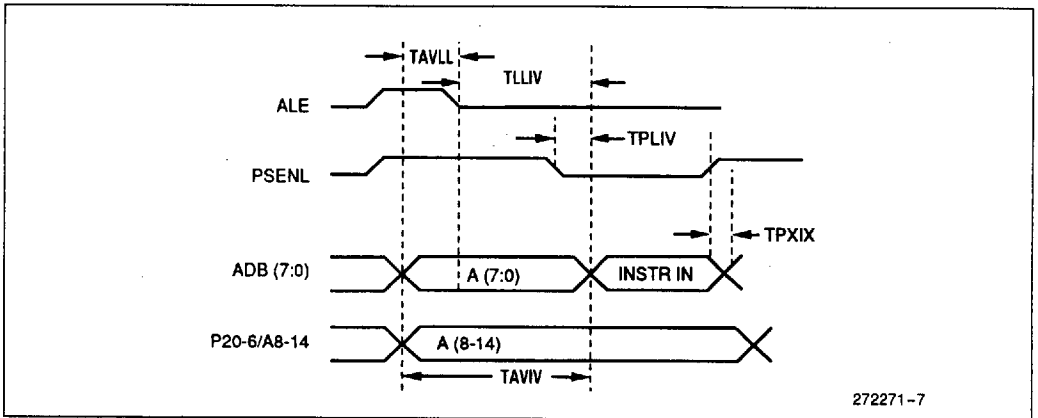 TAVLL
TLLIV
ALE
TPLIV
PSENL
TPXIX
ADB (7:0) A (7:0) INSTR IN
P20-6/A8-14 A (8-14)
TAVIV
272271-7